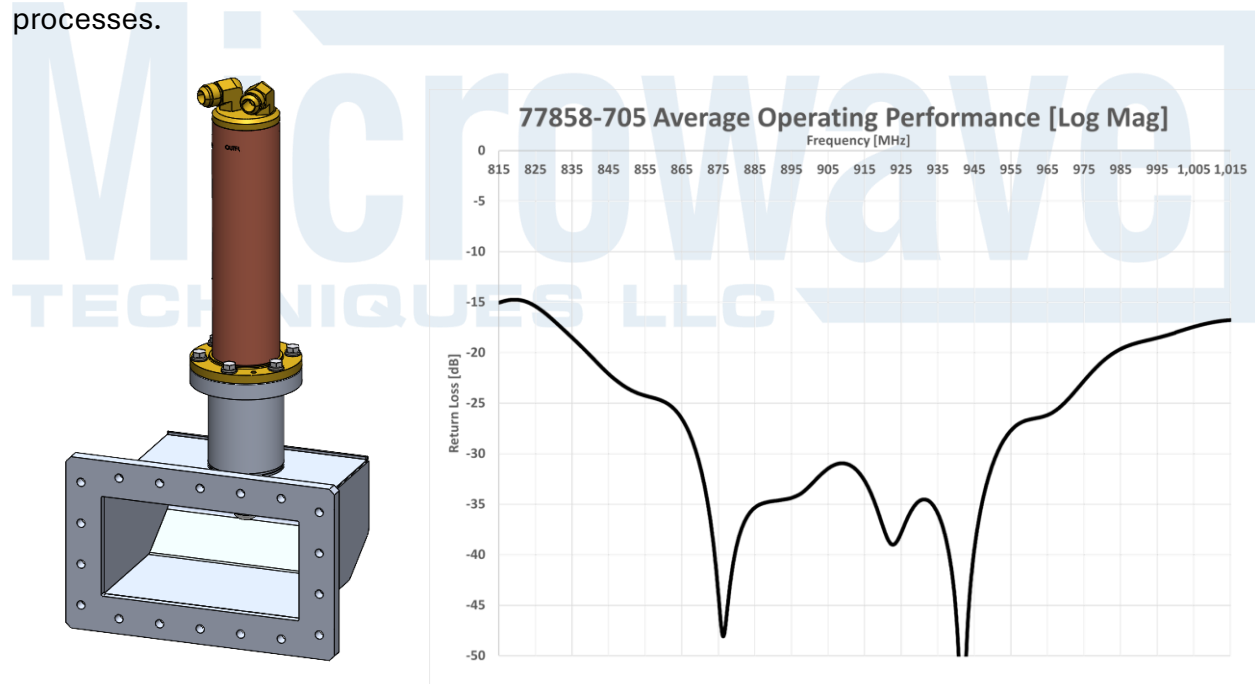 processes.
Microwave
TECHNIQUES LLC
OUTPUT
77858-705 Average Operating Performance [Log Mag]
Frequency [MHz]
0
815 825 835 845 855 865 875 885 895 905 915 925 935 945 955 965 975 985 995 1,005 1,015
-5
-10
-15
-20
-25
-30
-35
-40
-45
-50
Return Loss [dB]